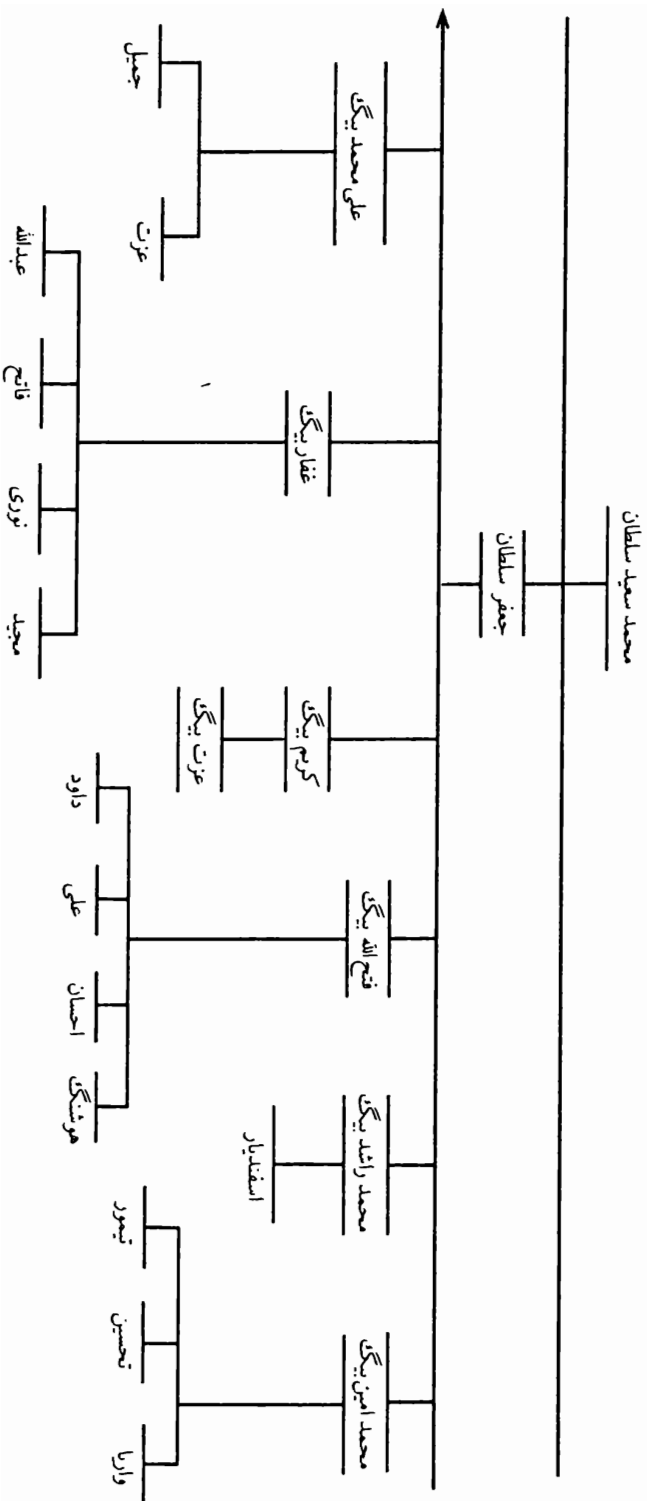 محمد سعید سلطان
جعفر سلطان
محمد امین بیگ
محمد راشد بیگ
فتح الله بیگ
کریم بیگ
غفار بیگ
علی محمد بیگ
واریا
تحسین
تیمور
اسفندیار
هوشنگ
احسان
علی
داود
عزت بیگ
مجید
نوری
فاتح
عبدالله
عزت
جمیل